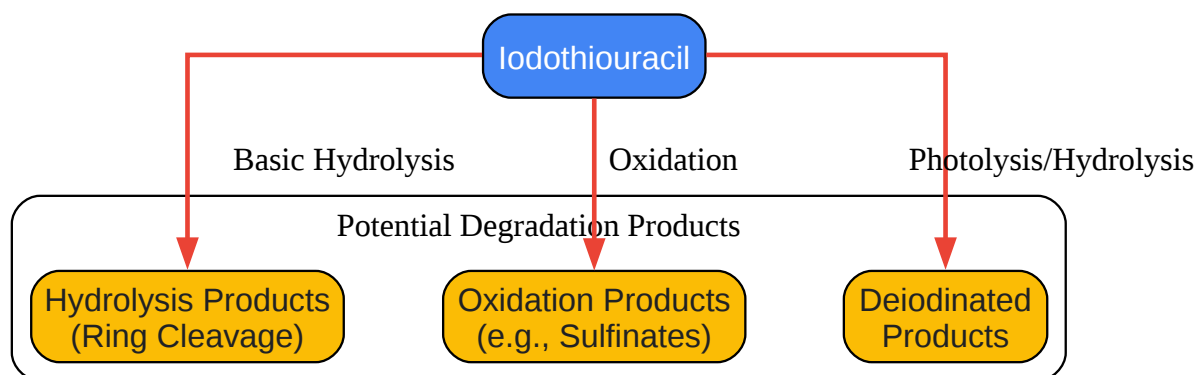 Iodothiouracil
Basic Hydrolysis
Oxidation
Photolysis/Hydrolysis
Potential Degradation Products
Hydrolysis Products
(Ring Cleavage)
Oxidation Products
(e.g., Sulfinates)
Deiodinated
Products